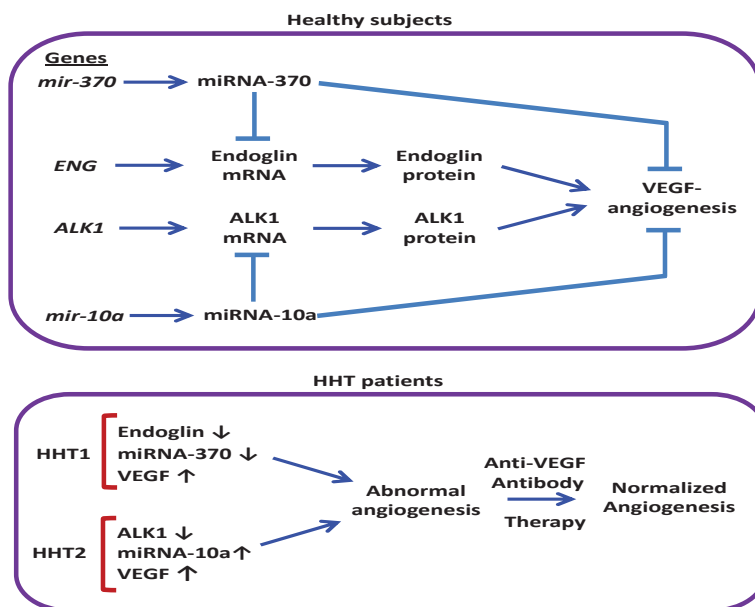 Healthy subjects
Genes
mir-370 miRNA-370
ENG Endoglin mRNA Endoglin protein
VEGF-angiogenesis
ALK1 ALK1 mRNA ALK1 protein
mir-10a miRNA-10a
HHT patients
HHT1
Endoglin ↓
miRNA-370 ↓
VEGF ↑
HHT2
ALK1 ↓
miRNA-10a ↑
VEGF ↑
Abnormal
angiogenesis
Anti-VEGF
Antibody
Therapy
Normalized
Angiogenesis